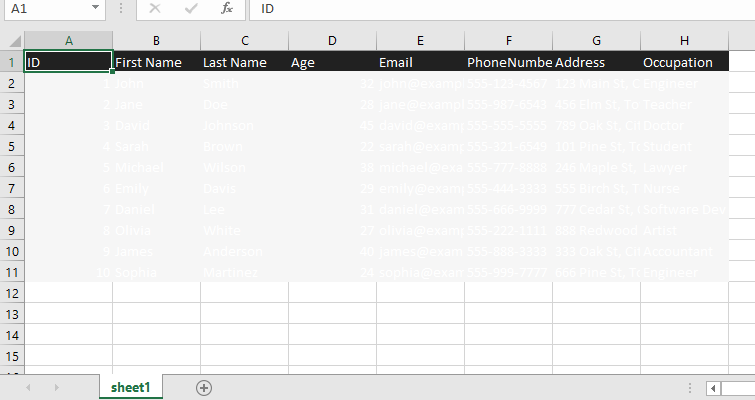 A1 fx ID
A B C D E F G H
1 ID First Name Last Name Age Email PhoneNumbe Address Occupation
2 1 John Smith 32 john@examp 555-123-4567 123 Main St, C Engineer
3 2 Jane Doe 28 jane@exampl 555-987-6543 456 Elm St, To Teacher
4 3 David Johnson 45 david@examp 555-555-5555 789 Oak St, Cit Doctor
5 4 Sarah Brown 22 sarah@examp 555-321-6549 101 Pine St, To Student
6 5 Michael Wilson 38 michael@exa 555-777-8888 246 Maple St, Lawyer
7 6 Emily Davis 29 emily@examp 555-444-3333 555 Birch St, T Nurse
8 7 Daniel Lee 31 daniel@exam 555-666-9999 777 Cedar St, Software Dev
9 8 Olivia White 27 olivia@examp 555-222-1111 888 Redwood Artist
10 9 James Anderson 40 james@examp 555-888-3333 333 Oak St, Cit Accountant
11 10 Sophia Martinez 24 sophia@exam 555-999-7777 666 Pine St, To Engineer
12
13
14
15
sheet1